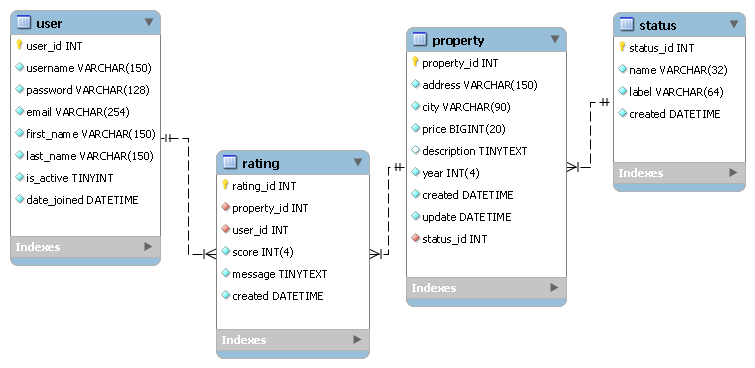 user
user_id INT
username VARCHAR(150)
password VARCHAR(128)
email VARCHAR(254)
first_name VARCHAR(150)
last_name VARCHAR(150)
is_active TINYINT
date_joined DATETIME
Indexes
rating
rating_id INT
property_id INT
user_id INT
score INT(4)
message TINYTEXT
created DATETIME
Indexes
property
property_id INT
address VARCHAR(150)
city VARCHAR(90)
price BIGINT(20)
description TINYTEXT
year INT(4)
created DATETIME
update DATETIME
status_id INT
Indexes
status
status_id INT
name VARCHAR(32)
label VARCHAR(64)
created DATETIME
Indexes